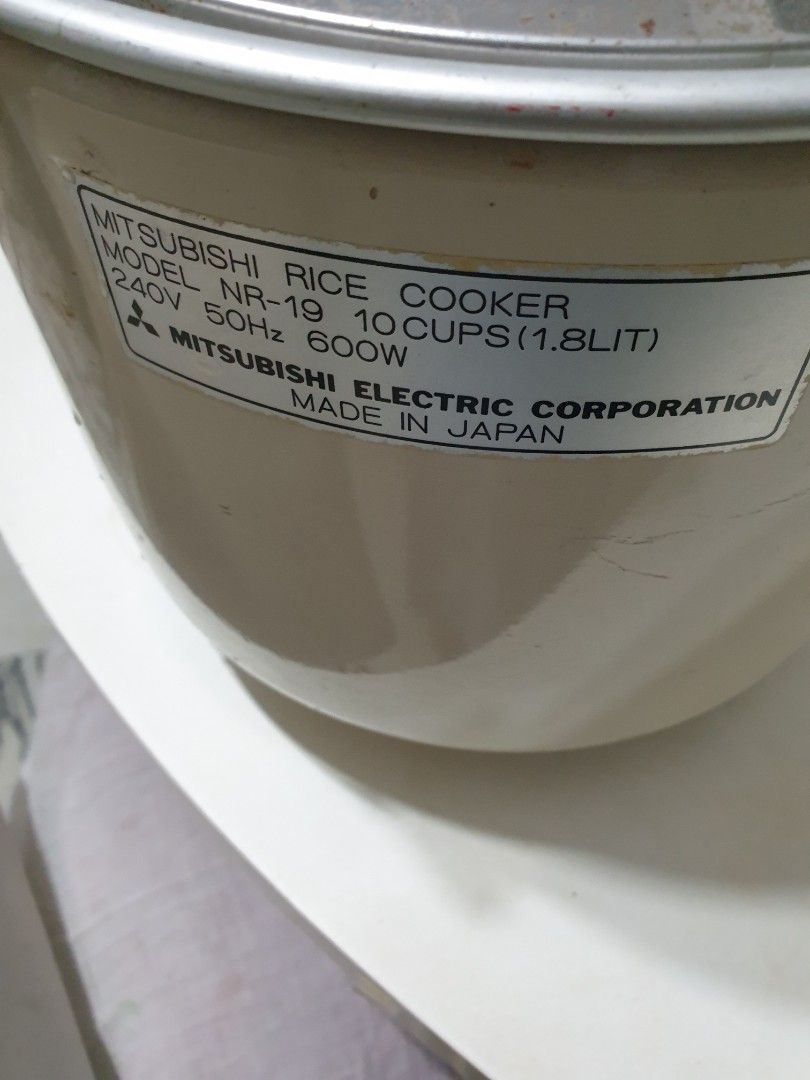 MITSUBISHI RICE COOKER
MODEL NR-19 10CUPS(1.8LIT)
240V 50Hz 600W
MITSUBISHI ELECTRIC CORPORATION
MADE IN JAPAN